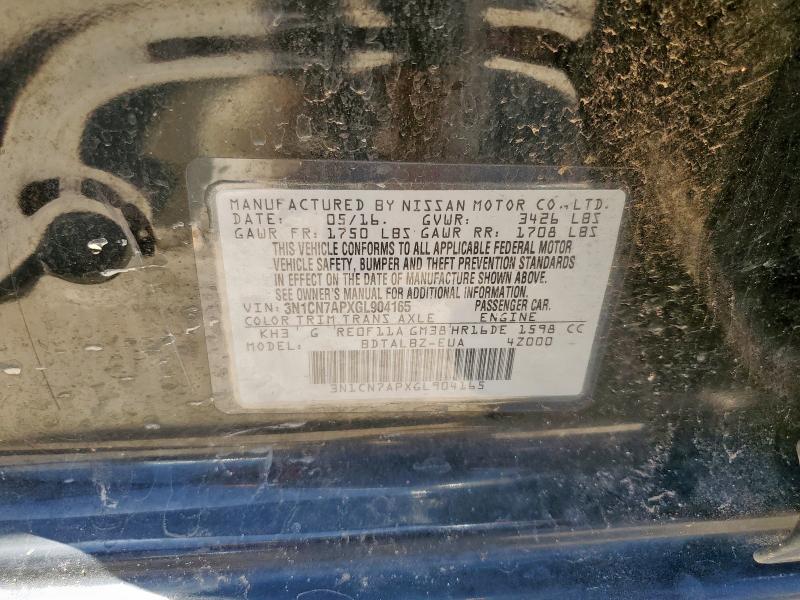 MANUFACTURED BY NISSAN MOTOR CO., LTD.
DATE: 05/16. GVWR: 3426 LBS
GAWR FR: 1750 LBS GAWR RR: 1708 LBS
THIS VEHICLE CONFORMS TO ALL APPLICABLE FEDERAL MOTOR
VEHICLE SAFETY, BUMPER AND THEFT PREVENTION STANDARDS
IN EFFECT ON THE DATE OF MANUFACTURE SHOWN ABOVE.
SEE OWNER'S MANUAL FOR ADDITIONAL INFORMATION.
VIN: 3N1CN7APXGL904165 PASSENGER CAR.
COLOR TRIM TRANS AXLE ENGINE
KH3 G RE0F11A GM38 HR16DE 1598 CC
MODEL: BDTALBZ-EUA 4Z000
3N1CN7APXGL904165